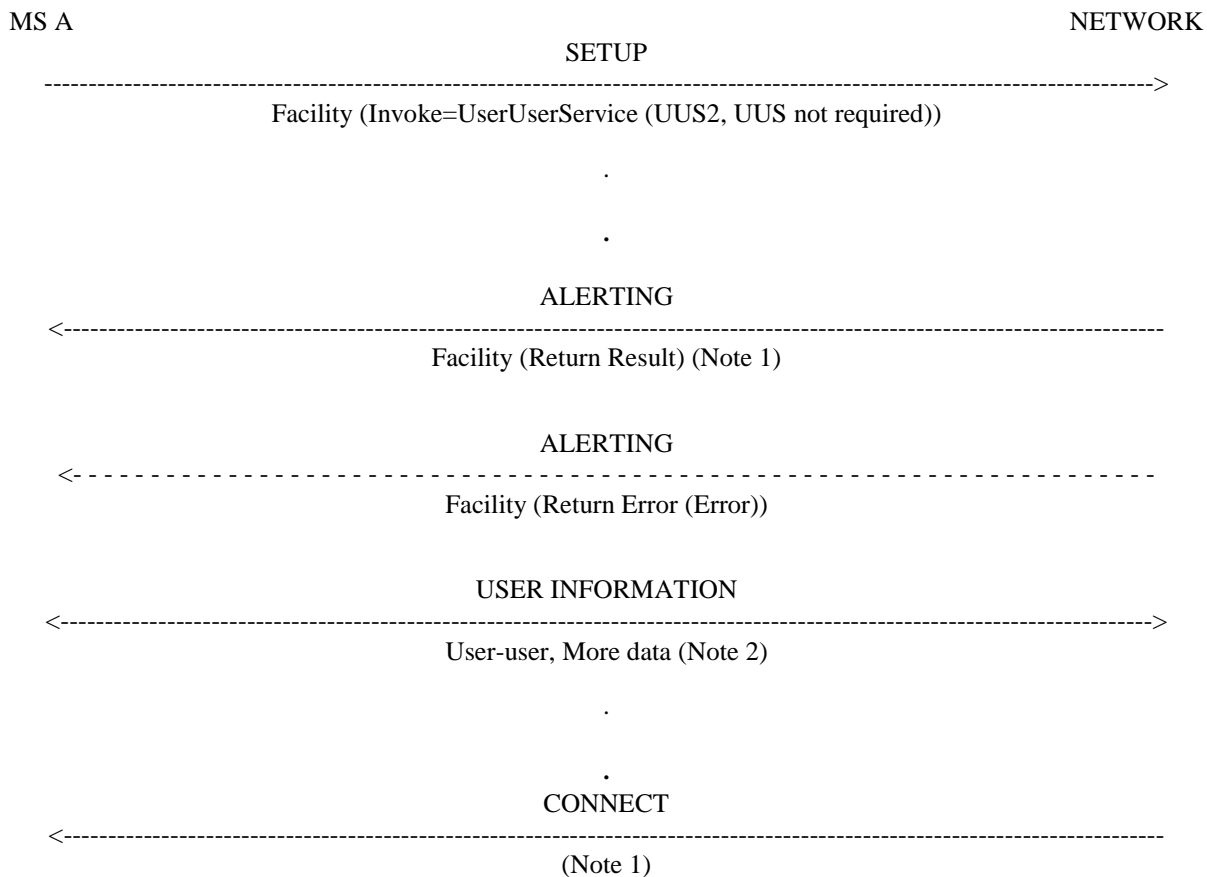 MS A NETWORK
SETUP
------------------------------------------------------------------------------------------------------------------------------>
Facility (Invoke=UserUserService (UUS2, UUS not required))
.
.
ALERTING
<-----------------------------------------------------------------------------------------------------------------------------
Facility (Return Result) (Note 1)
ALERTING
<- - - - - - - - - - - - - - - - - - - - - - - - - - - - - - - - - - - - - - - - - - - - - - - - - - - - - - - - - - - - - - - - - - - - - -
Facility (Return Error (Error))
USER INFORMATION
<---------------------------------------------------------------------------------------------------------------------------->
User-user, More data (Note 2)
.
.
CONNECT
<-----------------------------------------------------------------------------------------------------------------------------
(Note 1)